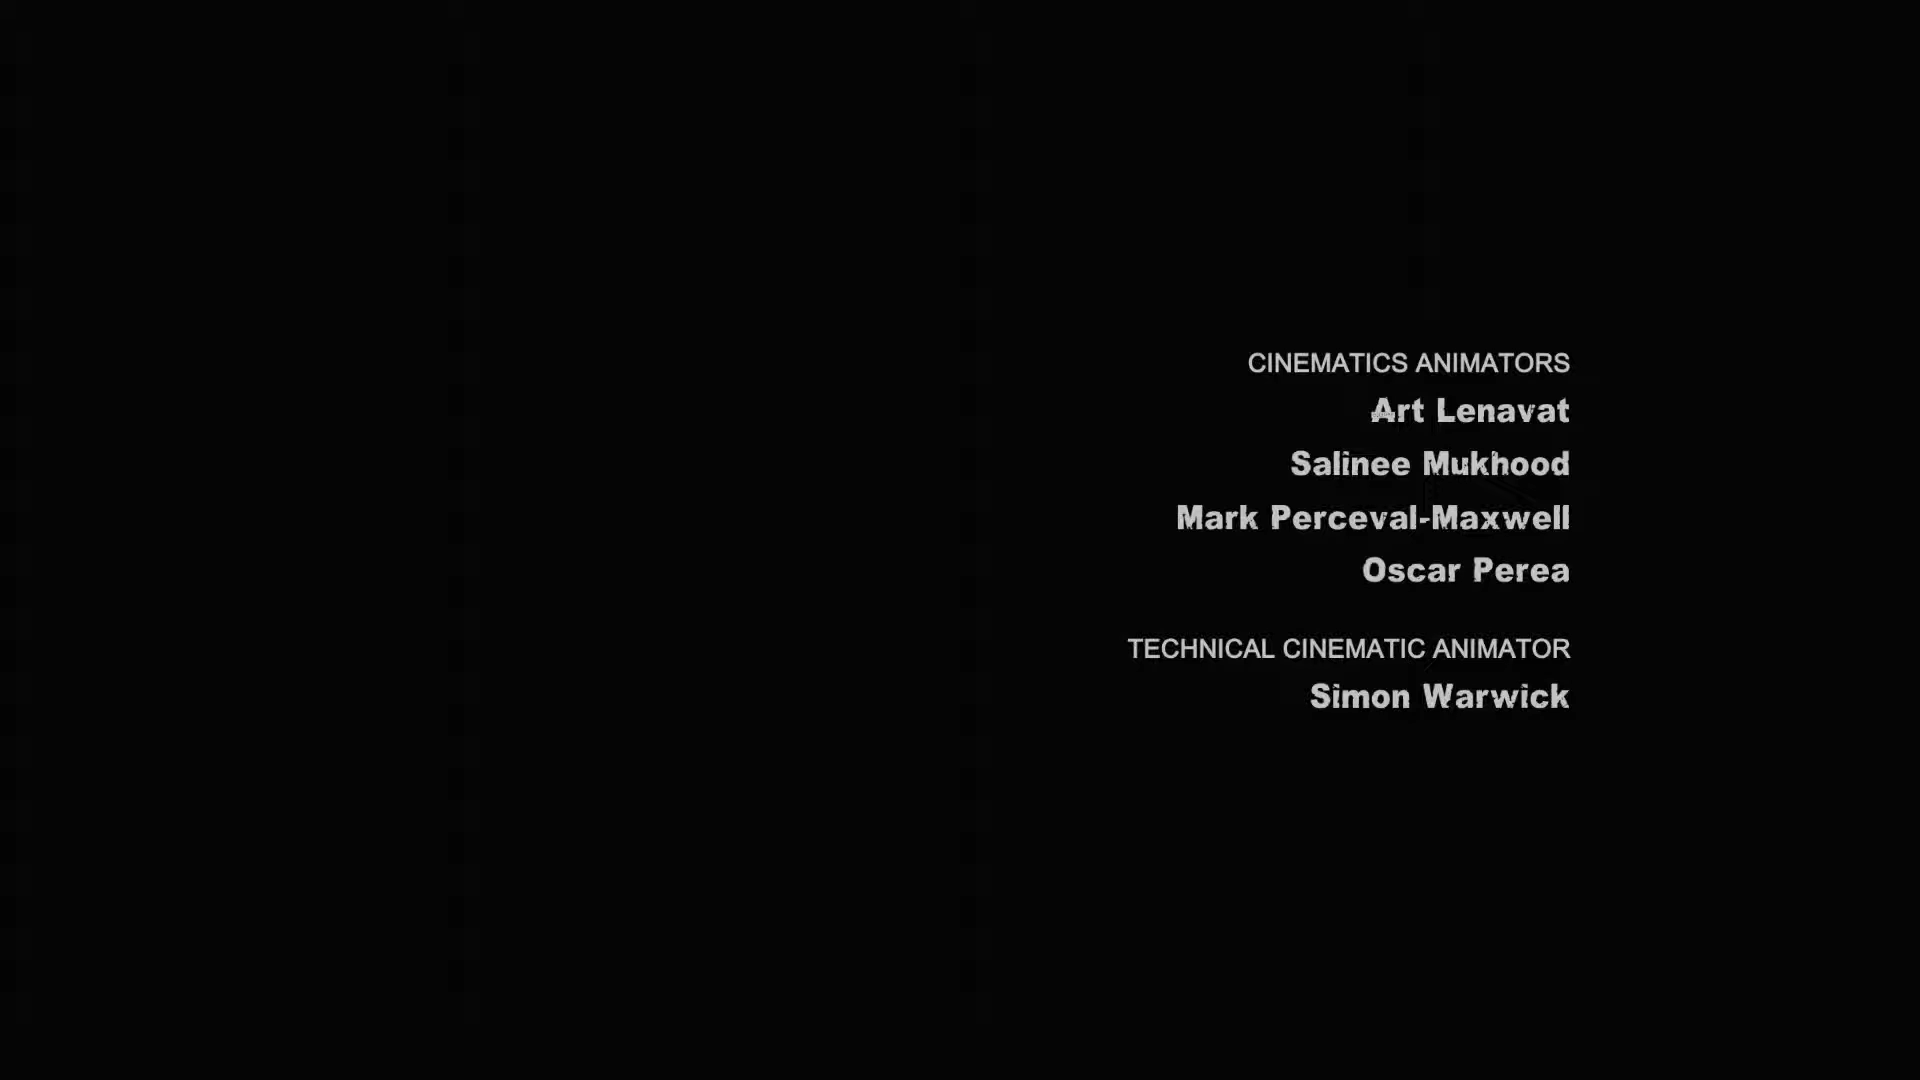 CINEMATICS ANIMATORS
Art Lenavat
Salinee Mukhood
Mark Perceval-Maxwell
Oscar Perea
TECHNICAL CINEMATIC ANIMATOR
Simon Warwick